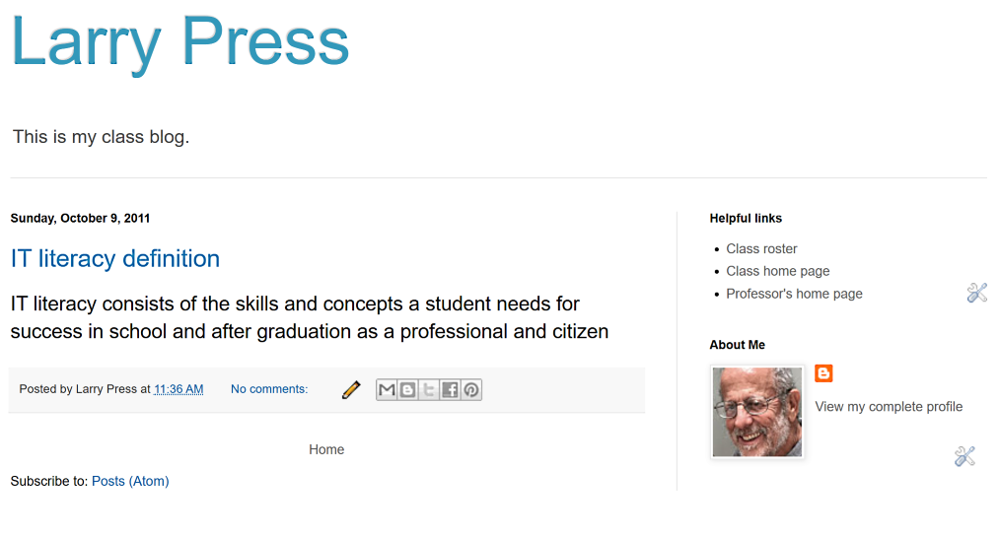 Larry Press
This is my class blog.
Sunday, October 9, 2011
IT literacy definition
IT literacy consists of the skills and concepts a student needs for
success in school and after graduation as a professional and citizen
Posted by Larry Press at 11:36 AM No comments:
Home
Subscribe to: Posts (Atom)
Helpful links
Class roster
Class home page
Professor's home page
About Me
View my complete profile